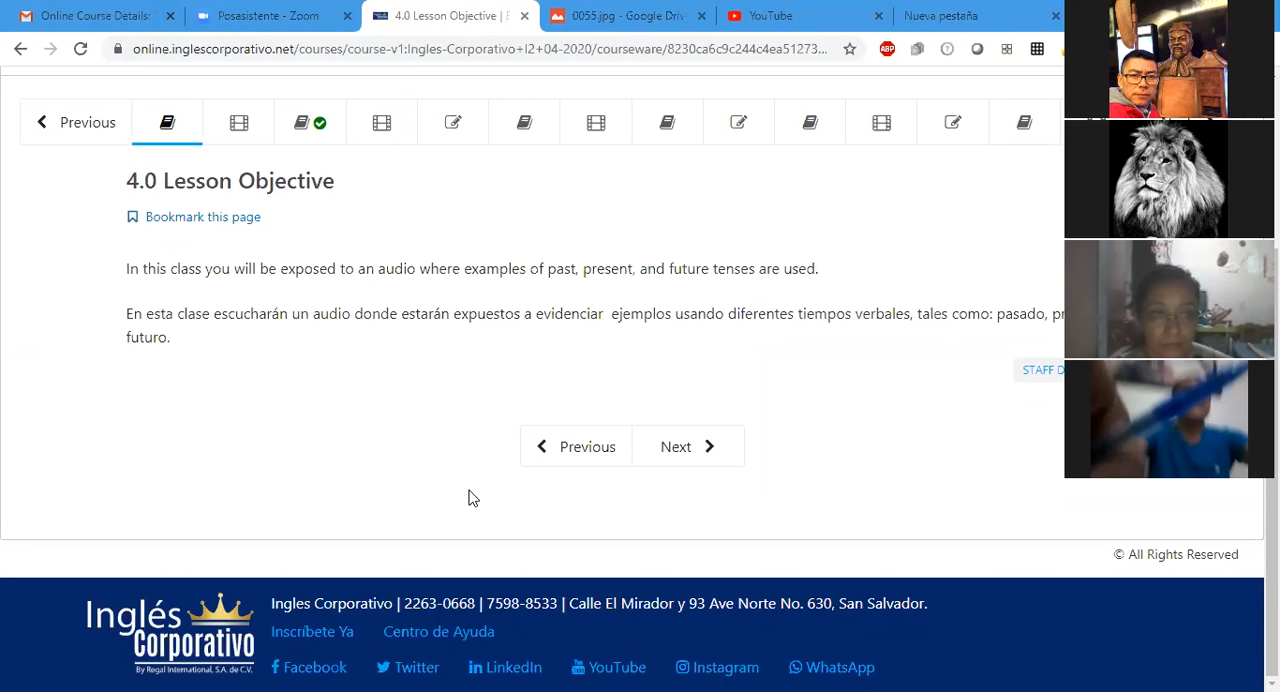 Online Course Details:
Posasistente - Zoom
4.0 Lesson Objective | E
0055.jpg - Google Driv
YouTube
Nueva pestaña
online.inglescorporativo.net/courses/course-v1:Ingles-Corporativo+I2+04-2020/courseware/8230ca6c9c244c4ea51273...
ABP
Previous
4.0 Lesson Objective
Bookmark this page
In this class you will be exposed to an audio where examples of past, present, and future tenses are used.
En esta clase escucharán un audio donde estarán expuestos a evidenciar ejemplos usando diferentes tiempos verbales, tales como: pasado, pr
futuro.
STAFF D
Previous
Next
© All Rights Reserved
Inglés Corporativo
By Regal International, S.A. de C.V.
Ingles Corporativo | 2263-0668 | 7598-8533 | Calle El Mirador y 93 Ave Norte No. 630, San Salvador.
Inscríbete Ya Centro de Ayuda
Facebook Twitter LinkedIn YouTube Instagram WhatsApp